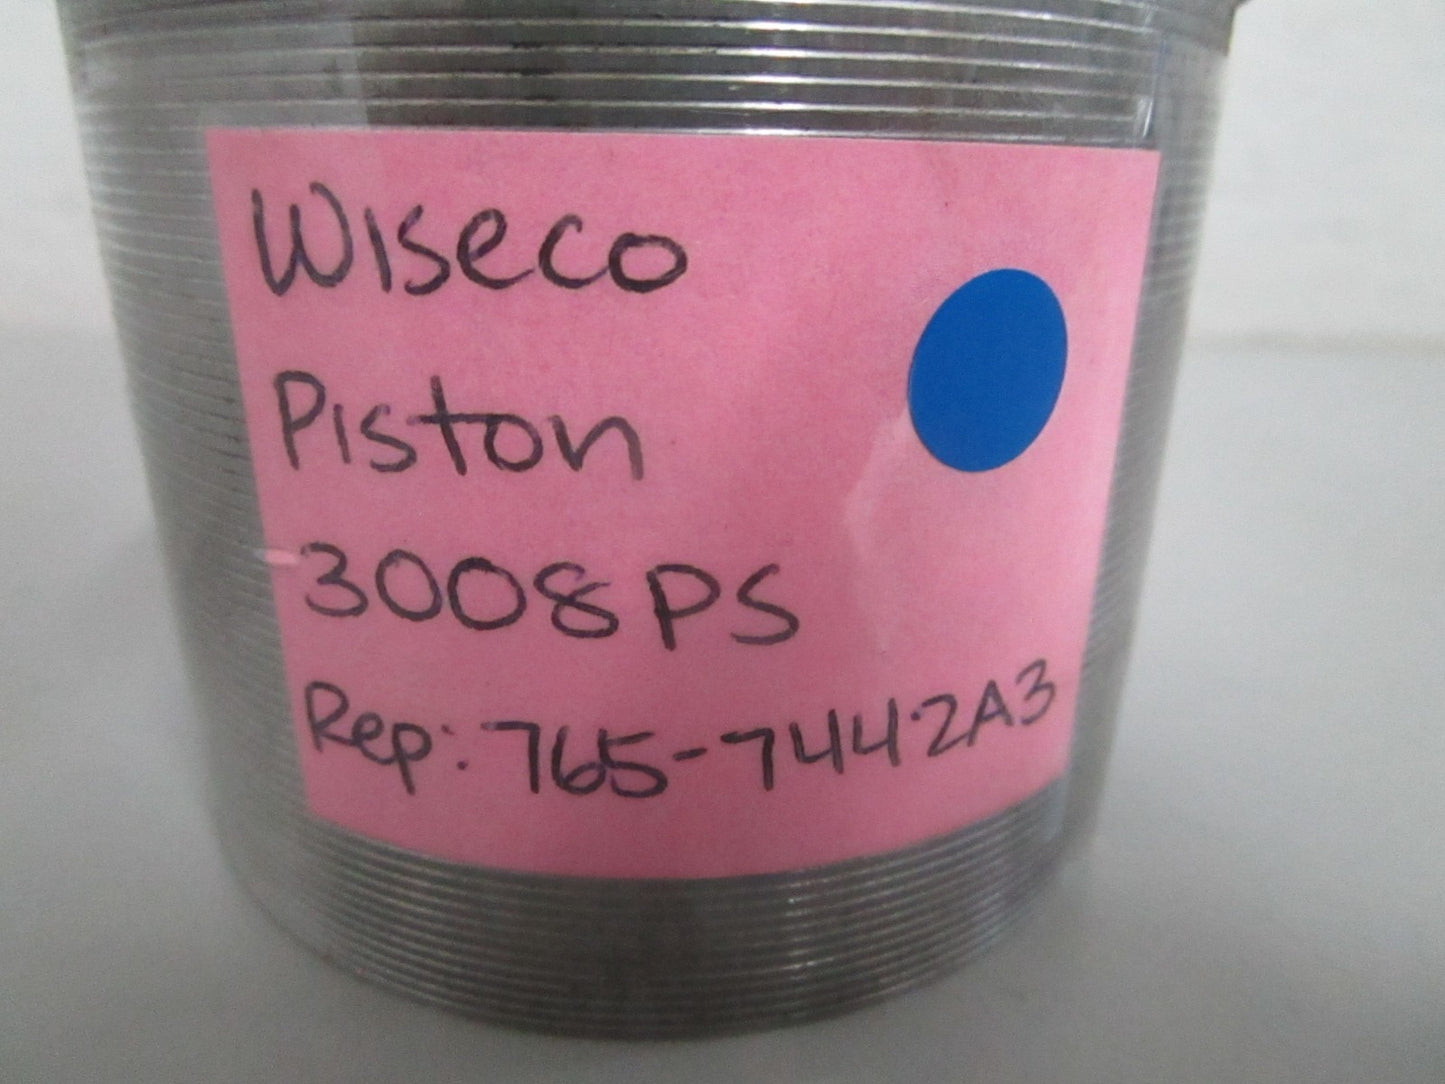 Wiseco
Piston
3008PS
Rep: 765-7442A3